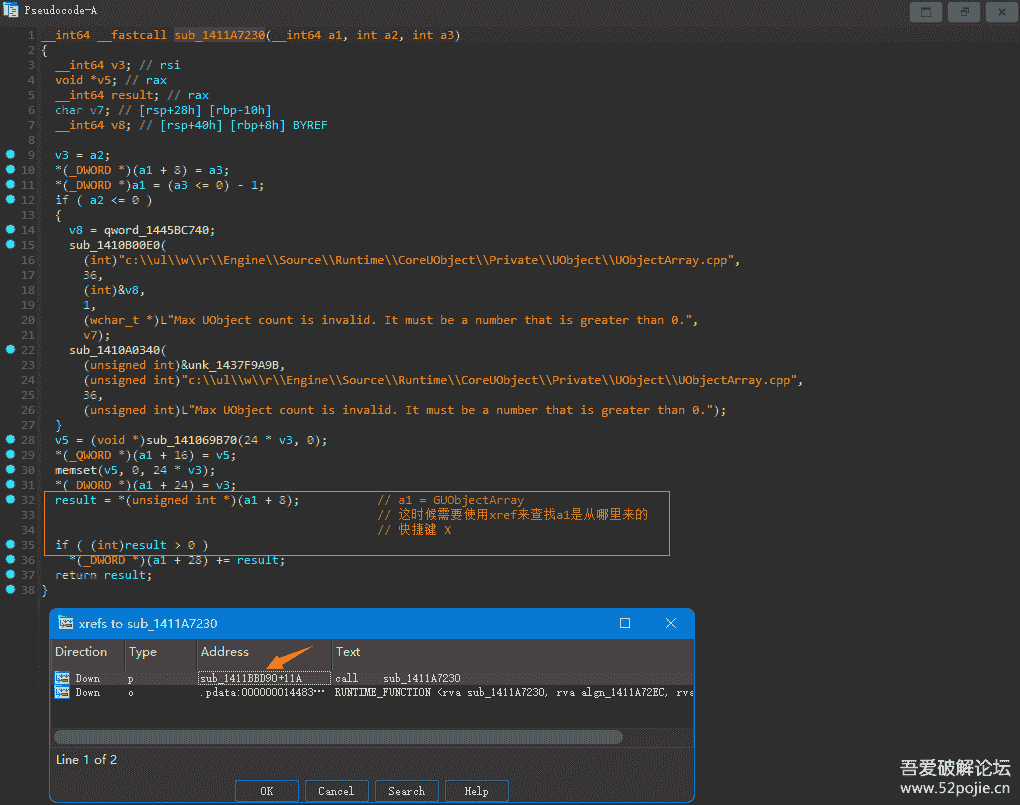 Pseudocode-A
1 __int64 __fastcall sub_1411A7230(__int64 a1, int a2, int a3)
2 {
3 __int64 v3; // rsi
4 void *v5; // rax
5 __int64 result; // rax
6 char v7; // [rsp+28h] [rbp-10h]
7 __int64 v8; // [rsp+40h] [rbp+8h] BYREF
8
9 v3 = a2;
10 *(_DWORD *)(a1 + 8) = a3;
11 *(_DWORD *)a1 = (a3 <= 0) - 1;
12 if ( a2 <= 0 )
13 {
14 v8 = qword_1445BC740;
15 sub_1410B00E0(
16 (int)"c:\\ul\\w\\r\\Engine\\Source\\Runtime\\CoreUObject\\Private\\UObject\\UObjectArray.cpp",
17 36,
18 (int)&v8,
19 1,
20 (wchar_t *)L"Max UObject count is invalid. It must be a number that is greater than 0.",
21 v7);
22 sub_1410A0340(
23 (unsigned int)&unk_1437F9A9B,
24 (unsigned int)"c:\\ul\\w\\r\\Engine\\Source\\Runtime\\CoreUObject\\Private\\UObject\\UObjectArray.cpp",
25 36,
26 (unsigned int)L"Max UObject count is invalid. It must be a number that is greater than 0.");
27 }
28 v5 = (void *)sub_141069B70(24 * v3, 0);
29 *(_QWORD *)(a1 + 16) = v5;
30 memset(v5, 0, 24 * v3);
31 *(_DWORD *)(a1 + 24) = v3;
32 result = *(unsigned int *)(a1 + 8); // a1 = GUObjectArray
33 // 这时候需要使用xref来查找a1是从哪里来的
34 // 快捷键 X
35 if ( (int)result > 0 )
36 *(_DWORD *)(a1 + 28) += result;
37 return result;
38 }
xrefs to sub_1411A7230
Direction Type Address Text
Down p sub_1411BBD90+11A call sub_1411A7230
Down o .pdata:000000014483… RUNTIME_FUNCTION <rva sub_1411A7230, rva algn_1411A72EC, rva
Line 1 of 2
OK Cancel Search Help
吾爱破解论坛
www.52pojie.cn